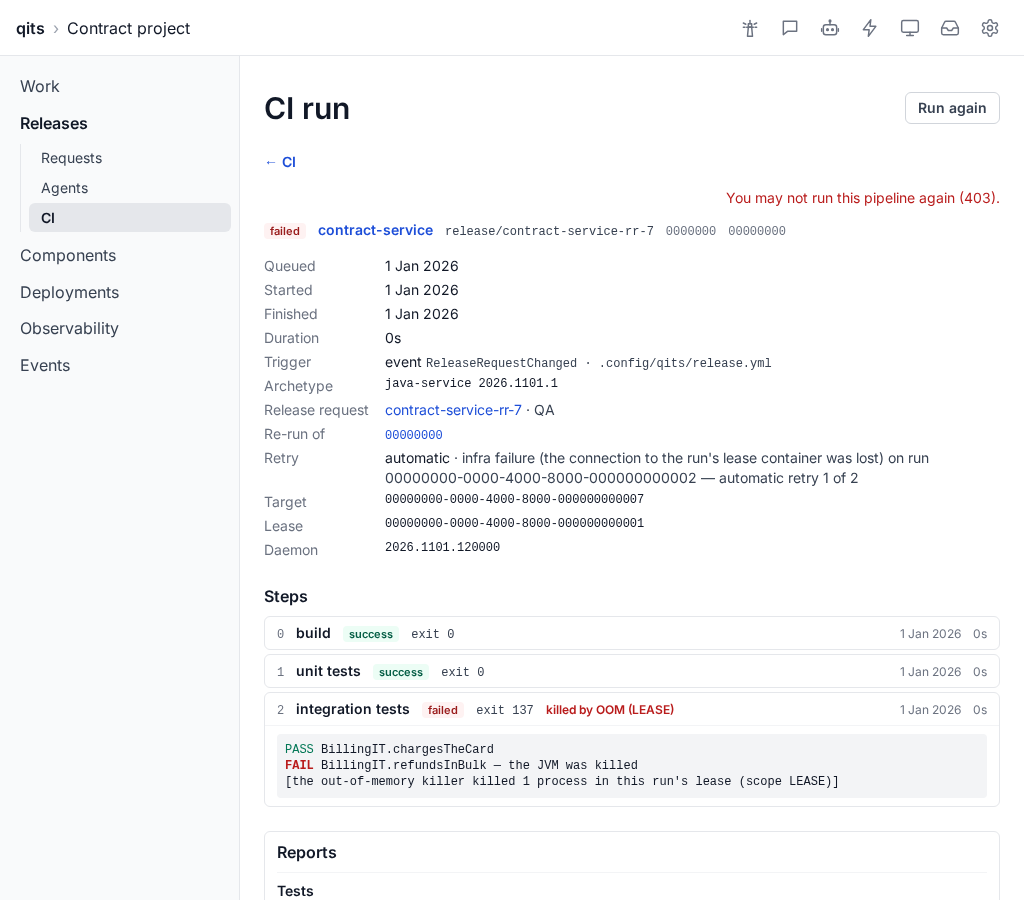 qits › Contract project
Work
Releases
Requests
Agents
CI
Components
Deployments
Observability
Events
CI run
Run again
← CI
You may not run this pipeline again (403).
failed contract-service release/contract-service-rr-7 0000000 00000000
Queued 1 Jan 2026
Started 1 Jan 2026
Finished 1 Jan 2026
Duration 0s
Trigger event ReleaseRequestChanged · .config/qits/release.yml
Archetype java-service 2026.1101.1
Release request contract-service-rr-7 · QA
Re-run of 00000000
Retry automatic · infra failure (the connection to the run's lease container was lost) on run
00000000-0000-4000-8000-000000000002 — automatic retry 1 of 2
Target 00000000-0000-4000-8000-000000000007
Lease 00000000-0000-4000-8000-000000000001
Daemon 2026.1101.120000
Steps
0 build success exit 0 1 Jan 2026 0s
1 unit tests success exit 0 1 Jan 2026 0s
2 integration tests failed exit 137 killed by OOM (LEASE) 1 Jan 2026 0s
PASS BillingIT.chargesTheCard
FAIL BillingIT.refundsInBulk — the JVM was killed
[the out-of-memory killer killed 1 process in this run's lease (scope LEASE)]
Reports
Tests